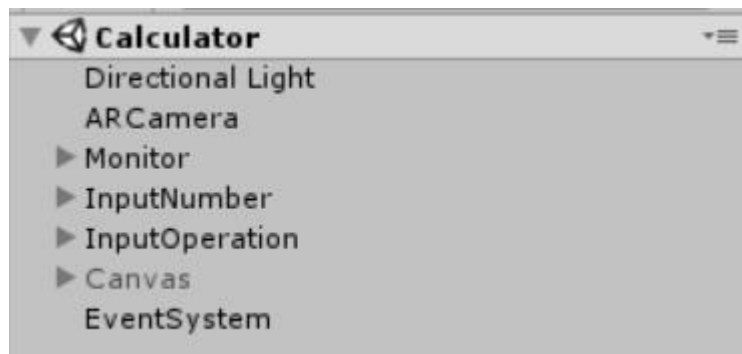 Calculator
Directional Light
ARCamera
Monitor
InputNumber
InputOperation
Canvas
EventSystem